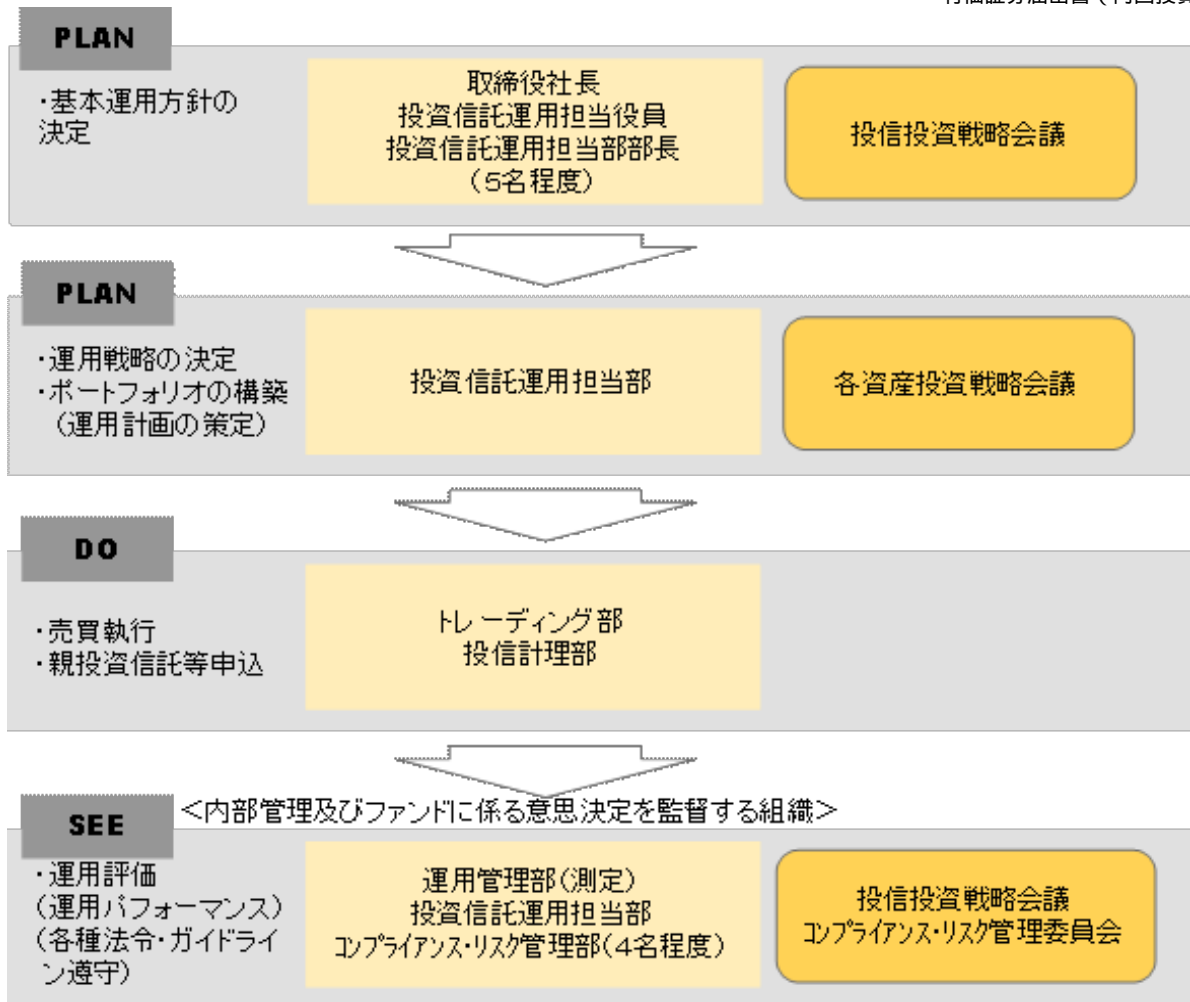 PLAN
・基本運用方針の
決定
取締役社長
投資信託運用担当役員
投資信託運用担当部部長
(5名程度)
投信投資戦略会議
PLAN
・運用戦略の決定
・ポートフォリオの構築
(運用計画の策定)
投資信託運用担当部
各資産投資戦略会議
DO
・売買執行
・親投資信託等申込
トレーディング部
投信計理部
SEE
<内部管理及びファンドに係る意思決定を監督する組織>
・運用評価
(運用パフォーマンス)
(各種法令・ガイドライ
ン遵守)
運用管理部(測定)
投資信託運用担当部
コンプライアンス・リスク管理部(4名程度)
投信投資戦略会議
コンプライアンス・リスク管理委員会